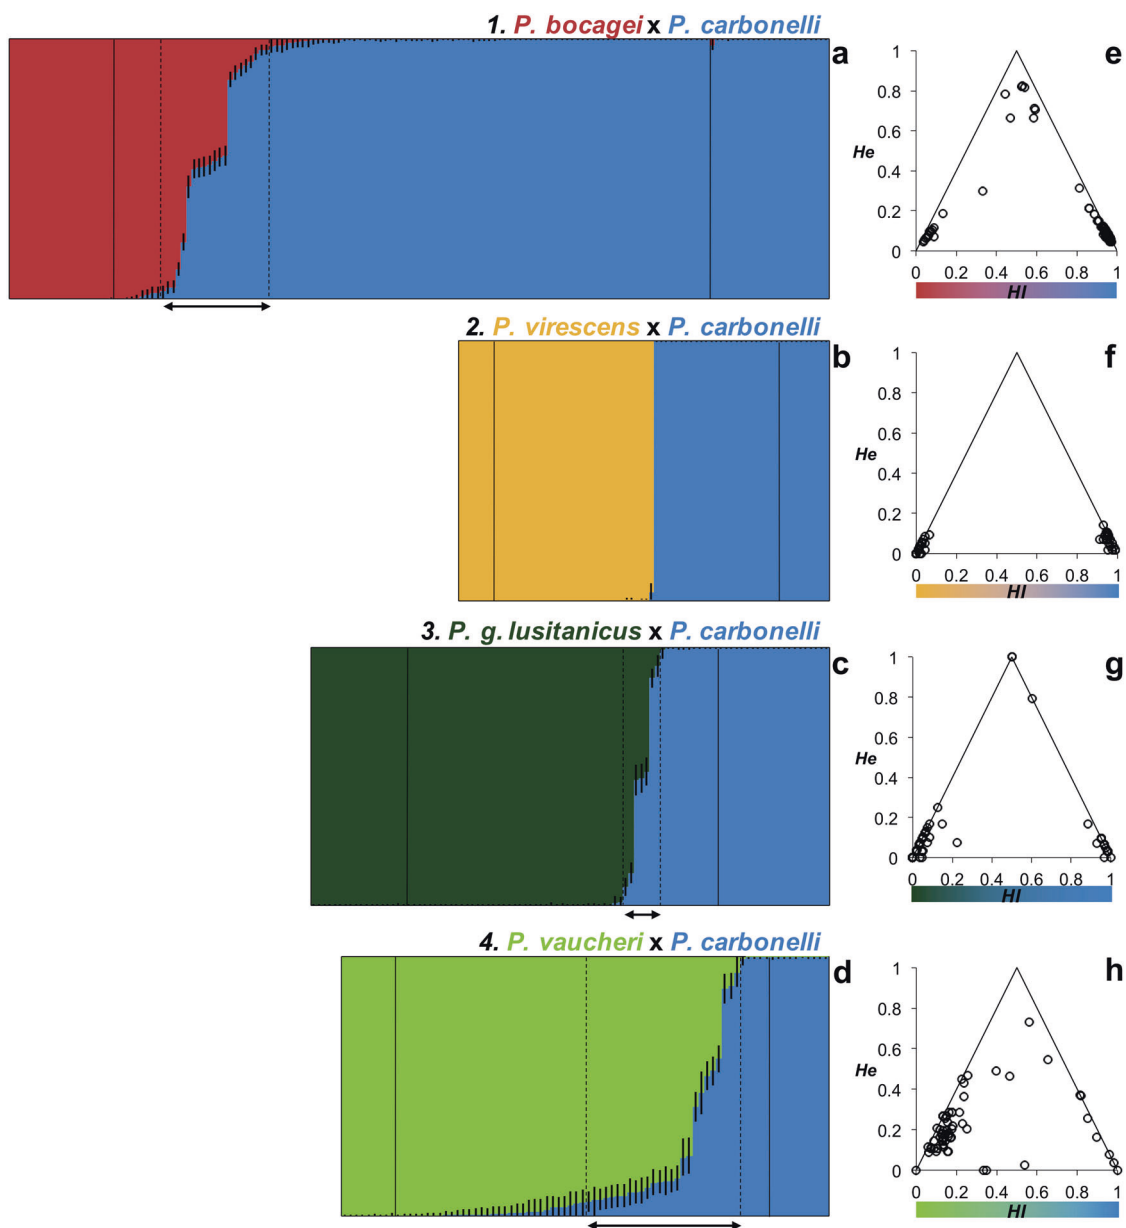 1. P. bocagei x P. carbonelli
a
e
1
0.8
0.6
He
0.4
0.2
0
0 0.2 0.4 0.6 0.8 1
HI
2. P. virescens x P. carbonelli
b
f
1
0.8
0.6
He
0.4
0.2
0
0 0.2 0.4 0.6 0.8 1
HI
3. P. g. lusitanicus x P. carbonelli
c
g
1
0.8
0.6
He
0.4
0.2
0
0 0.2 0.4 0.6 0.8 1
HI
4. P. vaucheri x P. carbonelli
d
h
1
0.8
0.6
He
0.4
0.2
0
0 0.2 0.4 0.6 0.8 1
HI